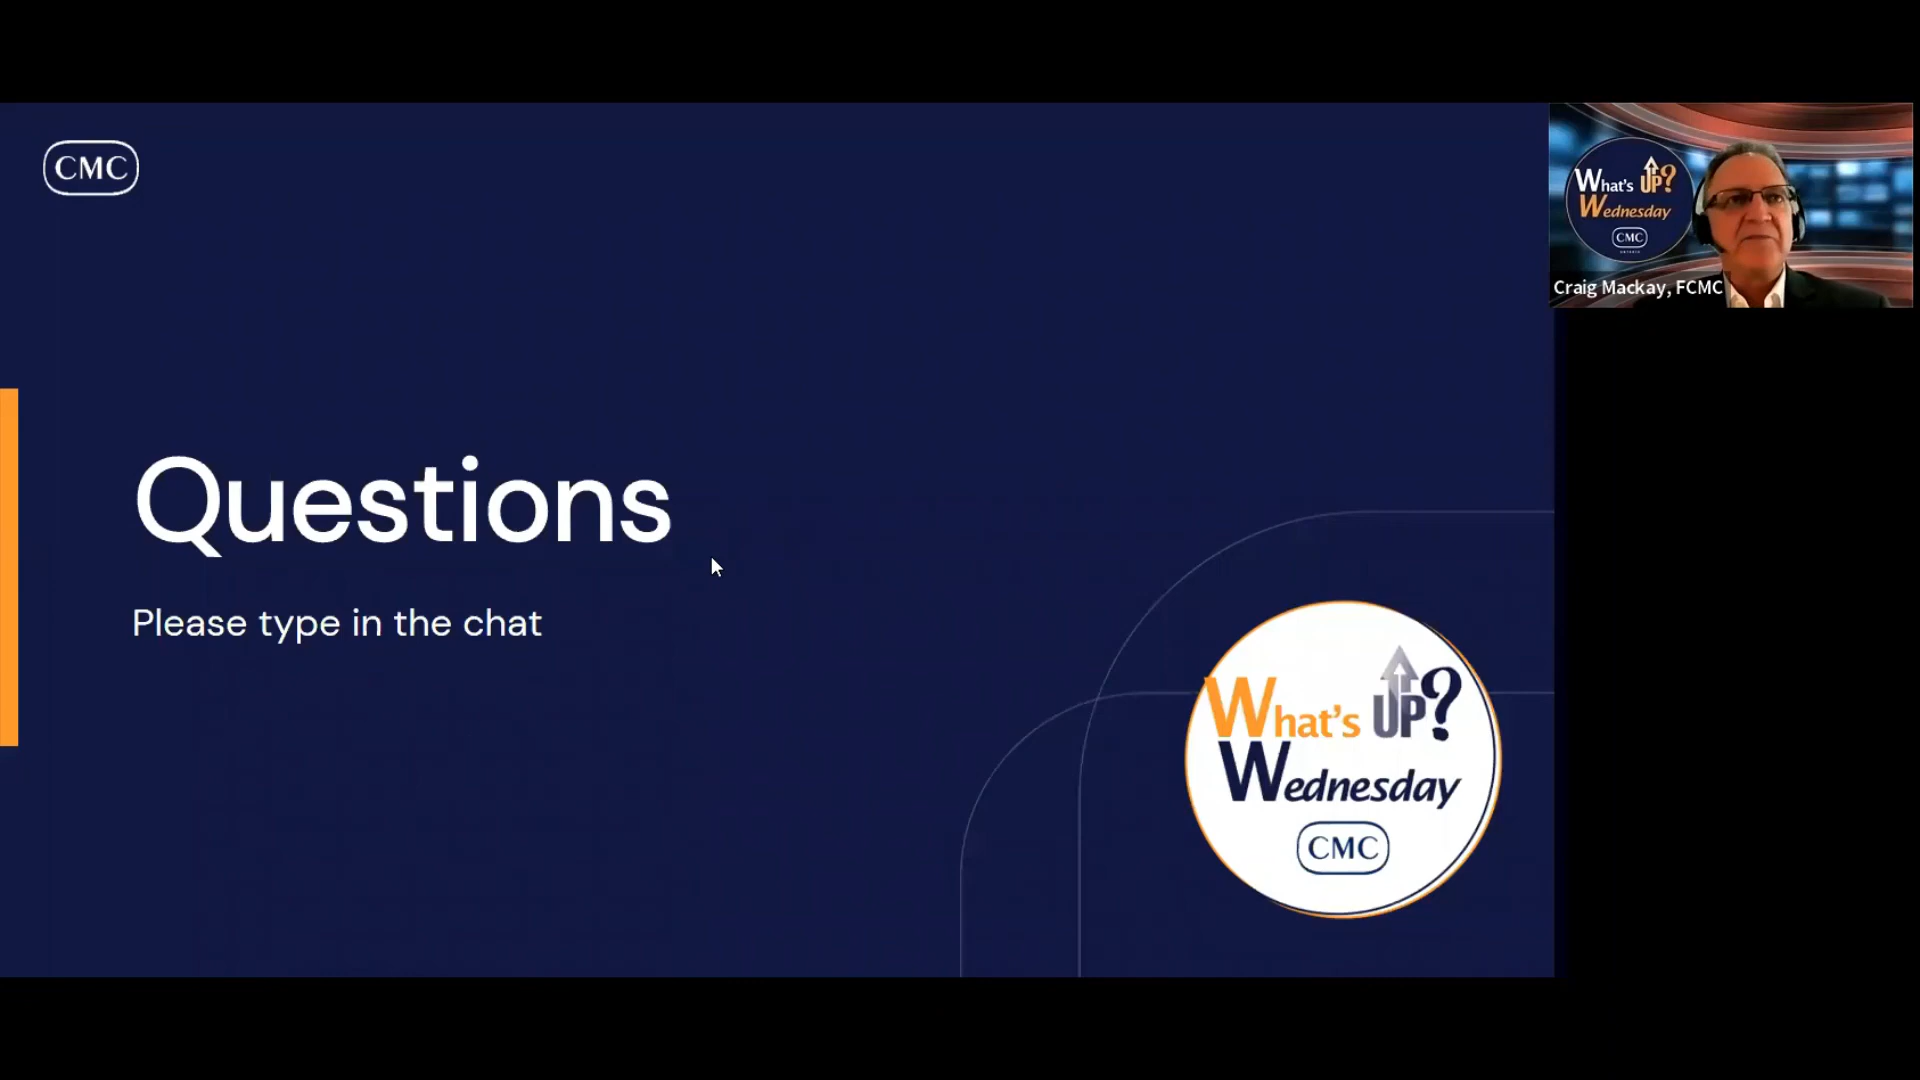 CMC
Questions
Please type in the chat
What's UP?
Wednesday
CMC
What's UP?
Wednesday
CMC
Craig Mackay, FCMC